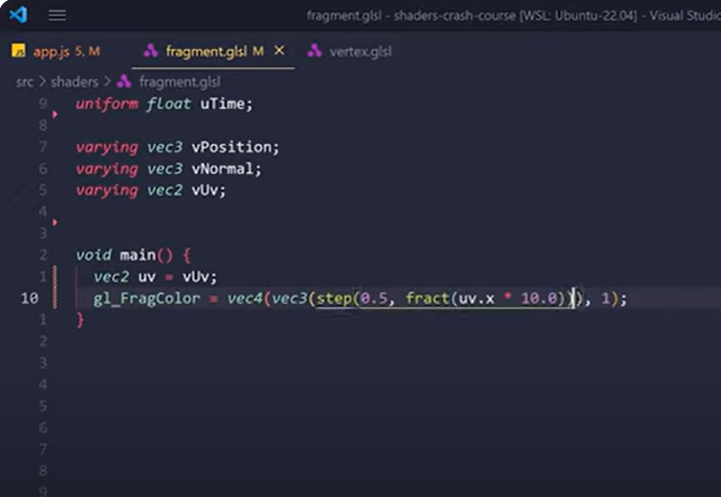 fragment.glsl - shaders-crash-course [WSL: Ubuntu-22.04] - Visual Studio
JS app.js 5, M fragment.glsl M × vertex.glsl
src > shaders > fragment.glsl
9 uniform float uTime;
8
7 varying vec3 vPosition;
6 varying vec3 vNormal;
5 varying vec2 vUv;
4
3
2 void main() {
1 vec2 uv = vUv;
10 gl_FragColor = vec4(vec3(step(0.5, fract(uv.x * 10.0))), 1);
1 }
2
3
4
5
6
7
8
9